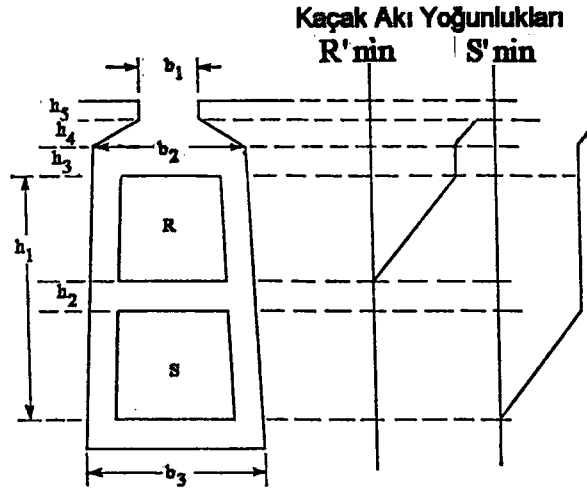 Kaçak Akı Yoğunlukları
R'nin S'nin
b₁
h₅
h₄
b₂
h₃
R
h₁
h₂
S
b₃